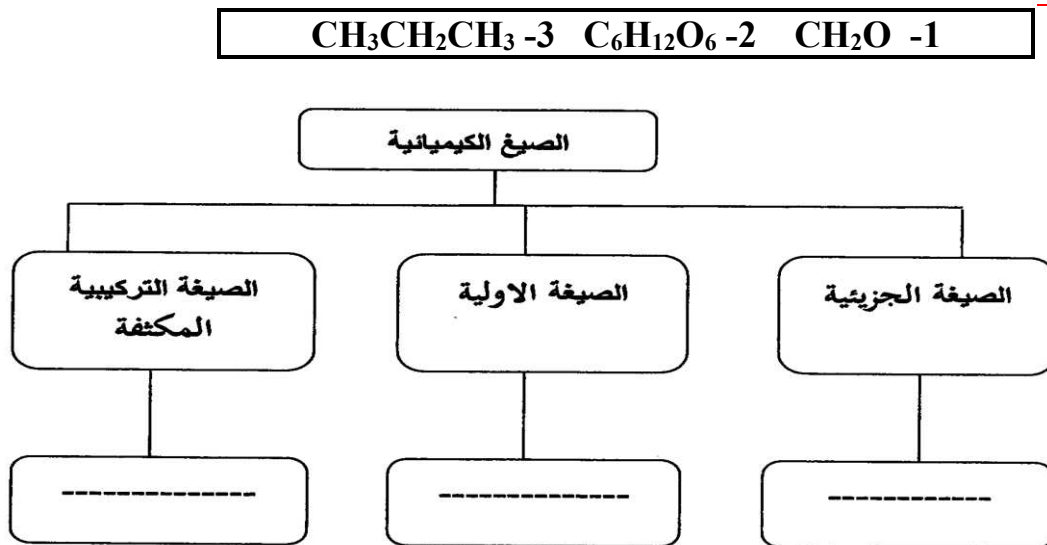 1- CH₂O 2- C₆H₁₂O₆ 3- CH₃CH₂CH₃
الصيغ الكيميائية
الصيغة الجزيئية
الصيغة الاولية
الصيغة التركيبية
المكثفة
------------
--------------
--------------